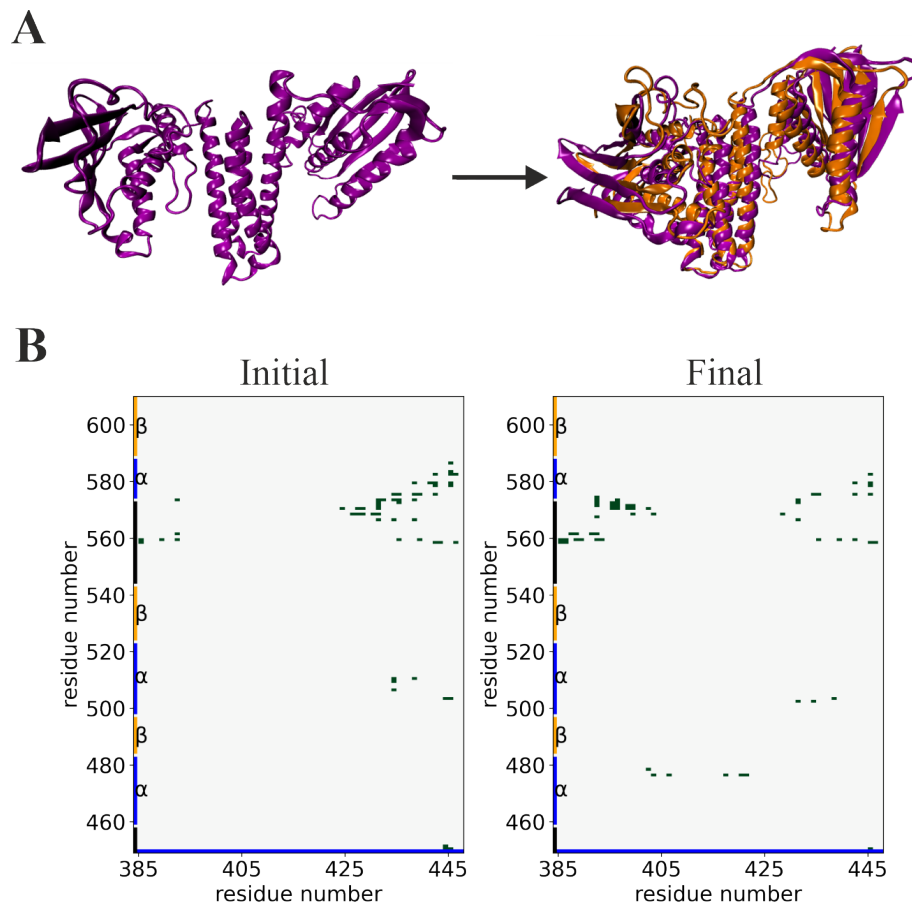 A
B
Initial
Final
residue number
600
580
560
540
520
500
480
460
β
α
β
α
β
α
385
405
425
445
residue number
residue number
600
580
560
540
520
500
480
460
β
α
β
α
β
α
385
405
425
445
residue number